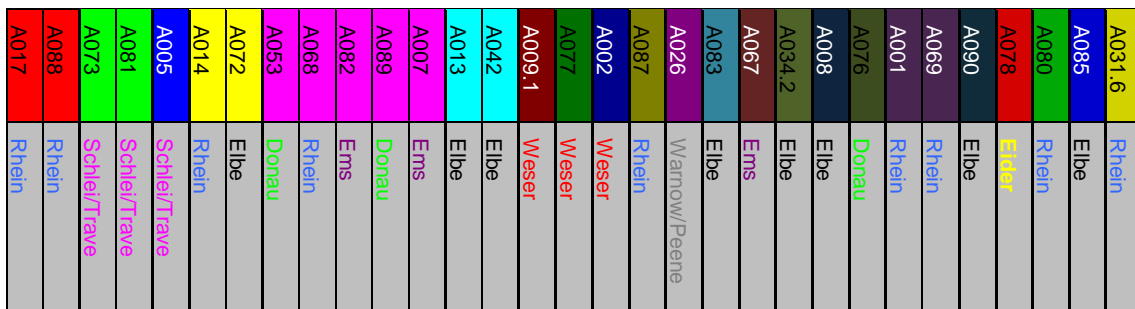 A017 Rhein
A088 Rhein
A073 Schlei/Trave
A081 Schlei/Trave
A005 Schlei/Trave
A014 Rhein
A072 Elbe
A053 Donau
A068 Rhein
A082 Ems
A089 Donau
A007 Ems
A013 Elbe
A042 Elbe
A009.1 Weser
A077 Weser
A002 Weser
A087 Rhein
A026 Warnow/Peene
A083 Elbe
A067 Ems
A034.2 Elbe
A008 Elbe
A076 Donau
A001 Rhein
A069 Rhein
A090 Elbe
A078 Eider
A080 Rhein
A085 Elbe
A031.6 Rhein